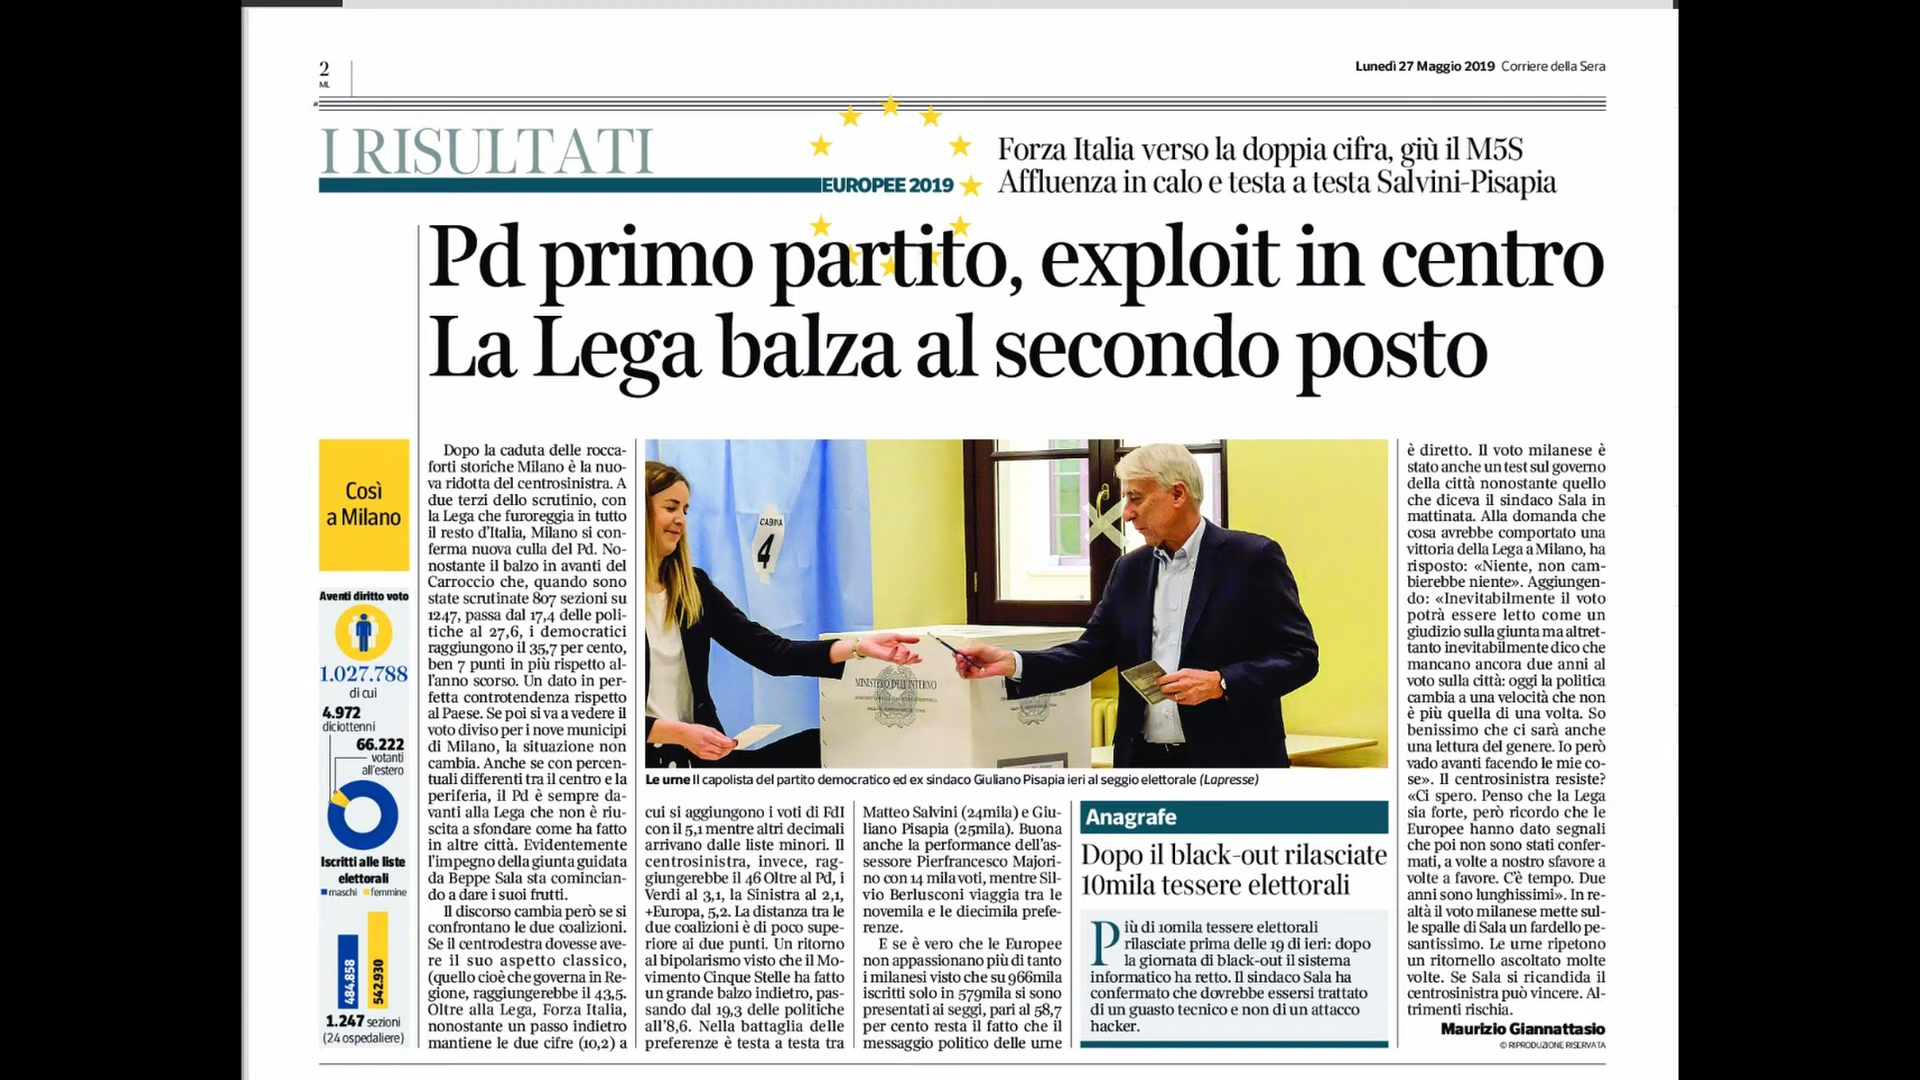 2
ML
Lunedì 27 Maggio 2019 Corriere della Sera
I RISULTATI
EUROPEE 2019
Forza Italia verso la doppia cifra, giù il M5S
Affluenza in calo e testa a testa Salvini-Pisapia
Pd primo partito, exploit in centro
La Lega balza al secondo posto
Così
a Milano
Aventi diritto voto
1.027.788
di cui
4.972
diciottenni
66.222
votanti
all'estero
Iscritti alle liste
elettorali
maschi femmine
484.858
542.930
1.247 sezioni
(24 ospedaliere)
Dopo la caduta delle rocca-
forti storiche Milano è la nuo-
va ridotta del centrosinistra. A
due terzi dello scrutinio, con
la Lega che furoreggia in tutto
il resto d'Italia, Milano si con-
ferma nuova culla del Pd. No-
nostante il balzo in avanti del
Carroccio che, quando sono
state scrutinate 807 sezioni su
1247, passa dal 17,4 delle poli-
tiche al 27,6, i democratici
raggiungono il 35,7 per cento,
ben 7 punti in più rispetto al-
l'anno scorso. Un dato in per-
fetta controtendenza rispetto
al Paese. Se poi si va a vedere il
voto diviso per i nove municipi
di Milano, la situazione non
cambia. Anche se con percen-
tuali differenti tra il centro e la
periferia, il Pd è sempre da-
vanti alla Lega che non è riu-
scita a sfondare come ha fatto
in altre città. Evidentemente
l'impegno della giunta guidata
da Beppe Sala sta comincian-
do a dare i suoi frutti.
Il discorso cambia però se si
confrontano le due coalizioni.
Se il centrodestra dovesse ave-
re il suo aspetto classico,
(quello cioè che governa in Re-
gione, raggiungerebbe il 43,5.
Oltre alla Lega, Forza Italia,
nonostante un passo indietro
mantiene le due cifre (10,2) a
CABINA
4
MINISTERO DELL'INTERNO
Le urne Il capolista del partito democratico ed ex sindaco Giuliano Pisapia ieri al seggio elettorale (Lapresse)
cui si aggiungono i voti di FdI
con il 5,1 mentre altri decimali
arrivano dalle liste minori. Il
centrosinistra, invece, rag-
giungerebbe il 46 Oltre al Pd, i
Verdi al 3,1, la Sinistra al 2,1,
+Europa, 5,2. La distanza tra le
due coalizioni è di poco supe-
riore ai due punti. Un ritorno
al bipolarismo visto che il Mo-
vimento Cinque Stelle ha fatto
un grande balzo indietro, pas-
sando dal 19,3 delle politiche
all'8,6. Nella battaglia delle
preferenze è testa a testa tra
Matteo Salvini (24mila) e Giu-
liano Pisapia (25mila). Buona
anche la performance dell'as-
sessore Pierfrancesco Majori-
no con 14 mila voti, mentre Sil-
vio Berlusconi viaggia tra le
novemila e le diecimila prefe-
renze.
E se è vero che le Europee
non appassionano più di tanto
i milanesi visto che su 966mila
iscritti solo in 579mila si sono
presentati ai seggi, pari al 58,7
per cento resta il fatto che il
messaggio politico delle urne
Anagrafe
Dopo il black-out rilasciate
10mila tessere elettorali
Più di 10mila tessere elettorali
rilasciate prima delle 19 di ieri: dopo
la giornata di black-out il sistema
informatico ha retto. Il sindaco Sala ha
confermato che dovrebbe essersi trattato
di un guasto tecnico e non di un attacco
hacker.
è diretto. Il voto milanese è
stato anche un test sul governo
della città nonostante quello
che diceva il sindaco Sala in
mattinata. Alla domanda che
cosa avrebbe comportato una
vittoria della Lega a Milano, ha
risposto: «Niente, non cam-
bierebbe niente». Aggiungen-
do: «Inevitabilmente il voto
potrà essere letto come un
giudizio sulla giunta ma altret-
tanto inevitabilmente dico che
mancano ancora due anni al
voto sulla città: oggi la politica
cambia a una velocità che non
è più quella di una volta. So
benissimo che ci sarà anche
una lettura del genere. Io però
vado avanti facendo le mie co-
se». Il centrosinistra resiste?
«Ci spero. Penso che la Lega
sia forte, però ricordo che le
Europee hanno dato segnali
che poi non sono stati confer-
mati, a volte a nostro sfavore a
volte a favore. C'è tempo. Due
anni sono lunghissimi». In re-
altà il voto milanese mette sul-
le spalle di Sala un fardello pe-
santissimo. Le urne ripetono
un ritornello ascoltato molte
volte. Se Sala si ricandida il
centrosinistra può vincere. Al-
trimenti rischia.
Maurizio Giannattasio
© RIPRODUZIONE RISERVATA